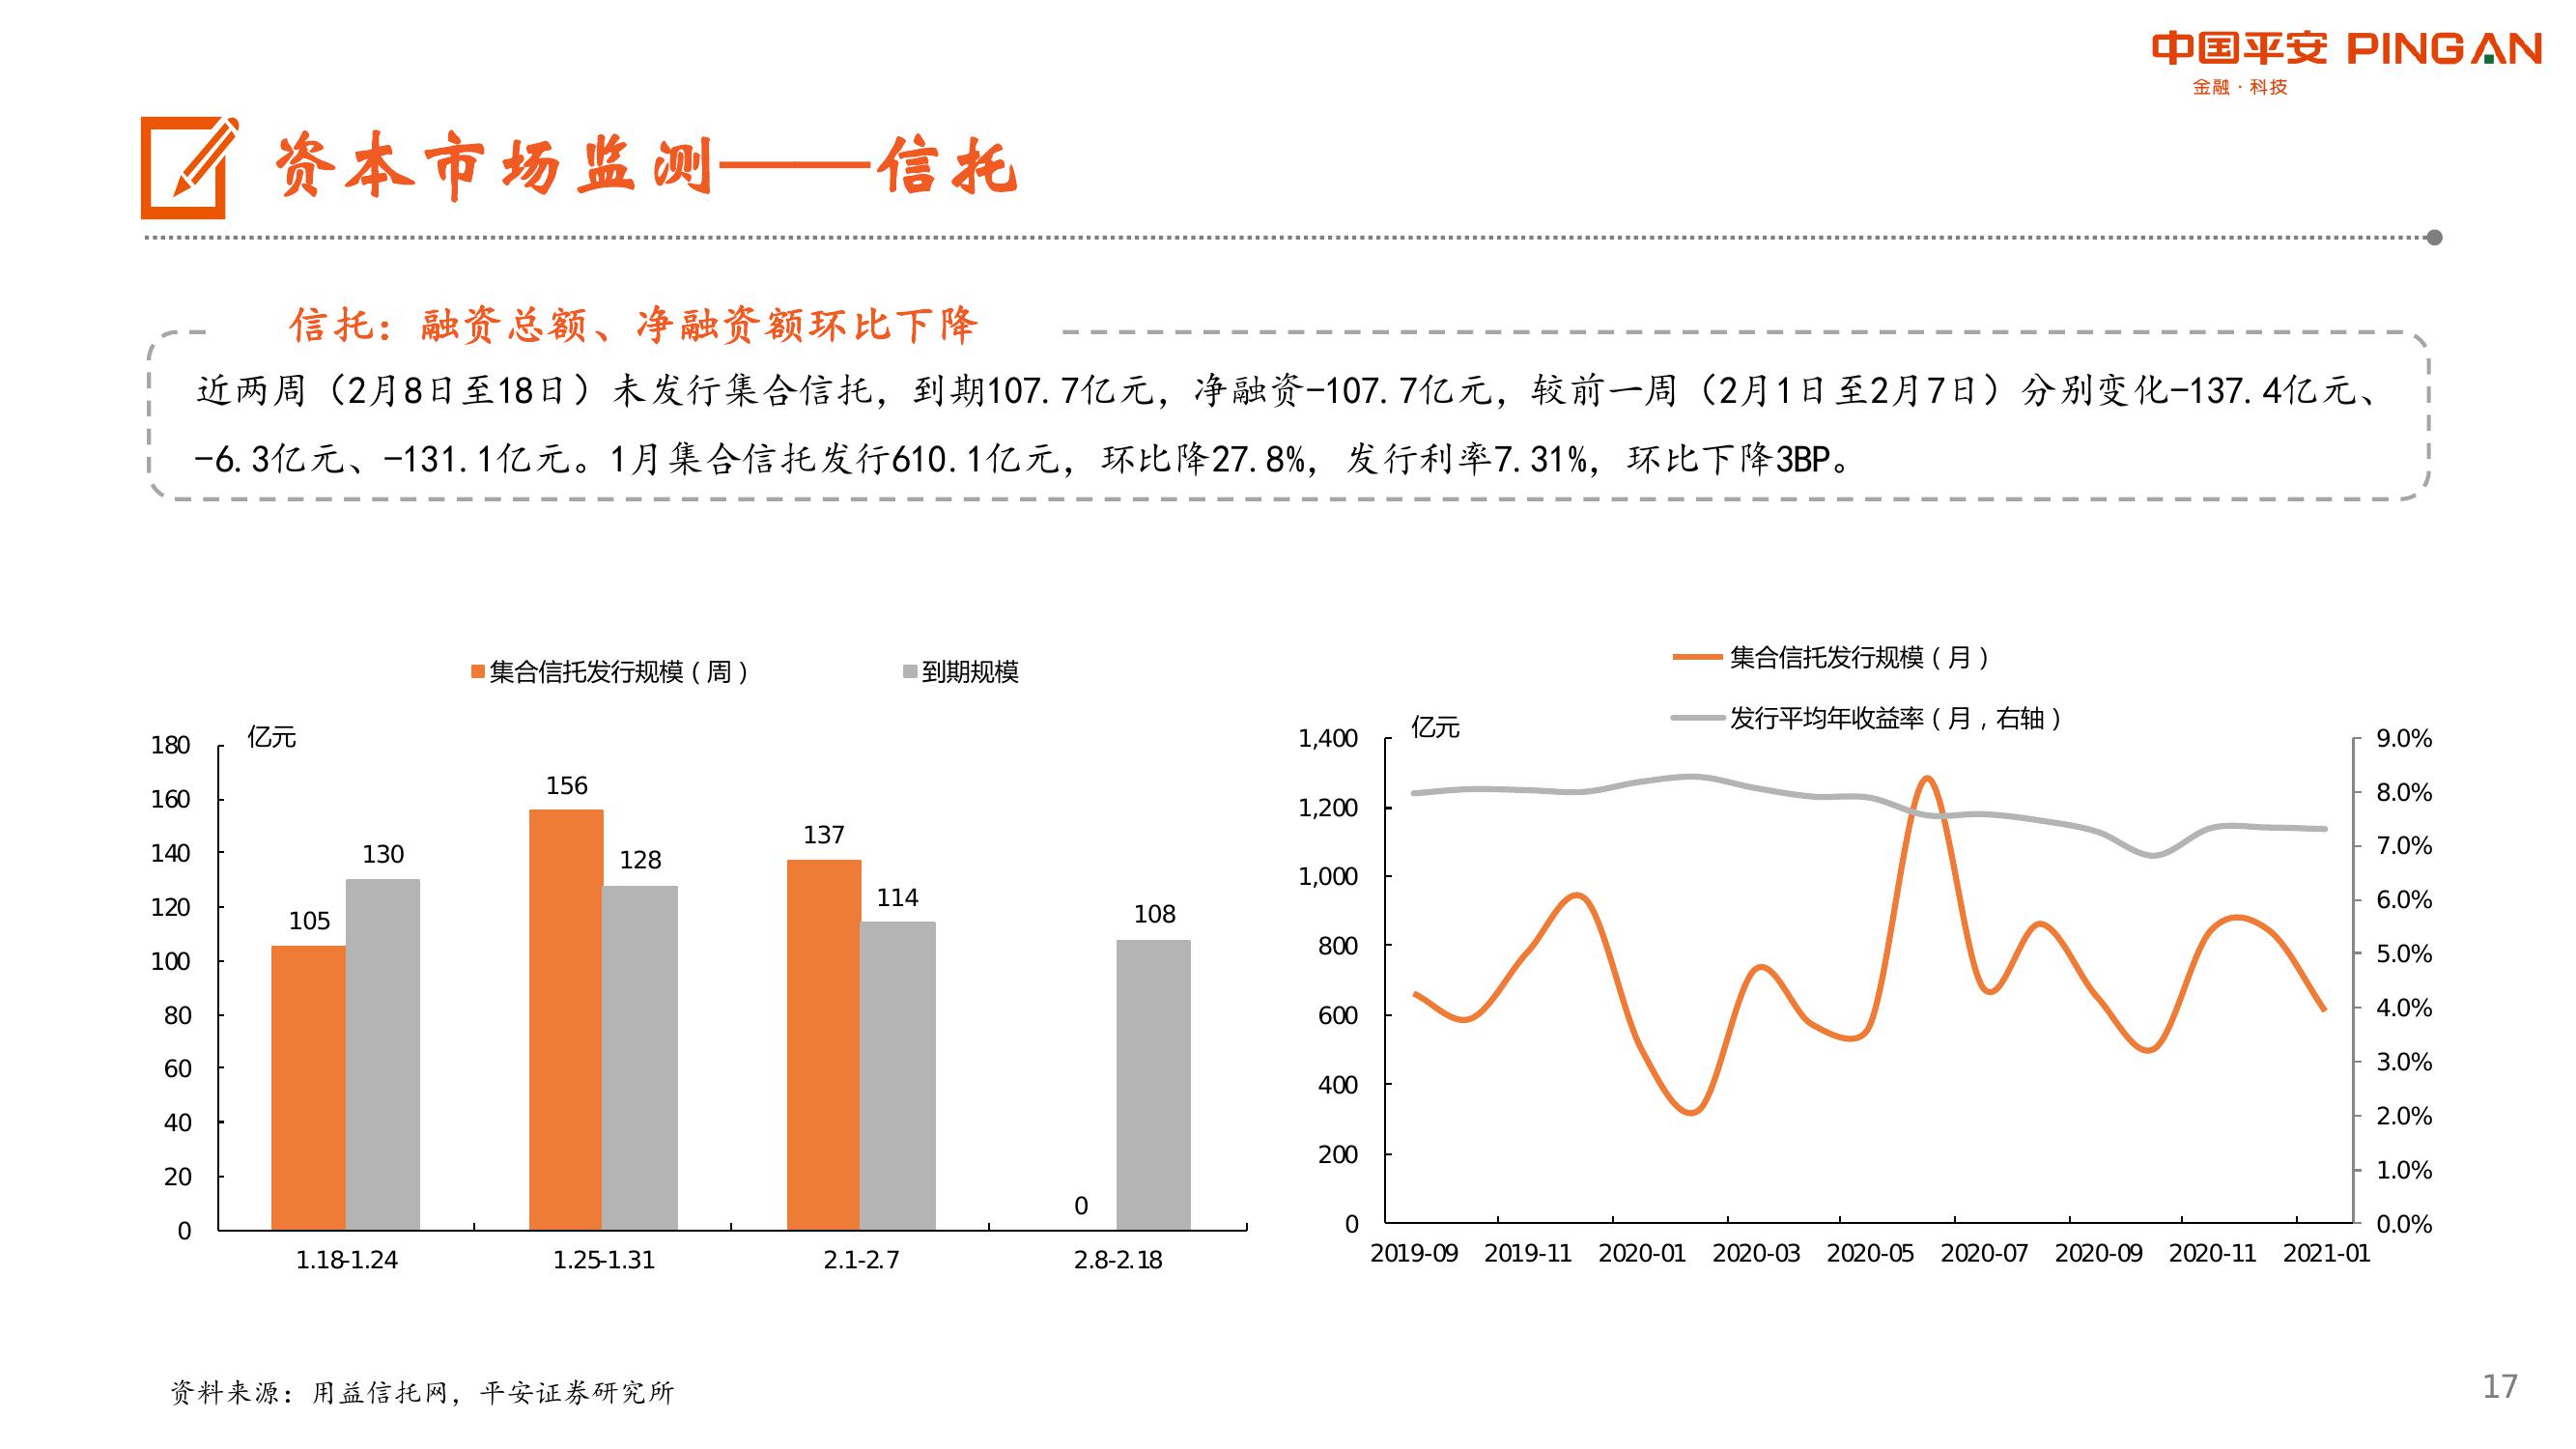 中国平安 PINGAN
金融·科技
资本市场监测——信托
信托：融资总额、净融资额环比下降
近两周（2月8日至18日）未发行集合信托，到期107.7亿元，净融资-107.7亿元，较前一周（2月1日至2月7日）分别变化-137.4亿元、
-6.3亿元、-131.1亿元。1月集合信托发行610.1亿元，环比降27.8%，发行利率7.31%，环比下降3BP。
集合信托发行规模（周） 到期规模
亿元
180
160
140
120
100
80
60
40
20
0
105 130
156 128
137 114
0 108
1.18-1.24 1.25-1.31 2.1-2.7 2.8-2.18
集合信托发行规模（月）
发行平均年收益率（月，右轴）
亿元
1,400
1,200
1,000
800
600
400
200
0
9.0%
8.0%
7.0%
6.0%
5.0%
4.0%
3.0%
2.0%
1.0%
0.0%
2019-09 2019-11 2020-01 2020-03 2020-05 2020-07 2020-09 2020-11 2021-01
资料来源：用益信托网，平安证券研究所
17